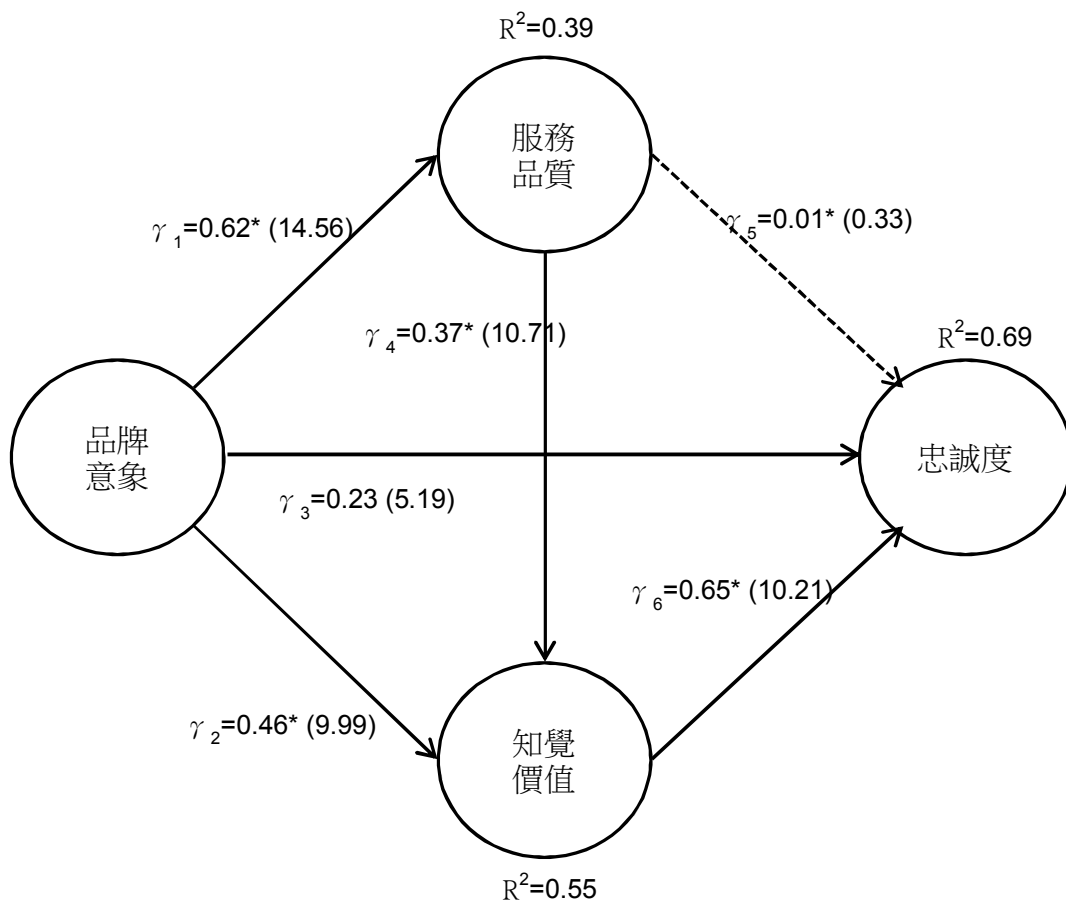 R²=0.39
服務
品質
γ₁=0.62* (14.56)
γ₅=0.01* (0.33)
γ₄=0.37* (10.71)
R²=0.69
品牌
意象
忠誠度
γ₃=0.23 (5.19)
γ₆=0.65* (10.21)
γ₂=0.46* (9.99)
知覺
價值
R²=0.55